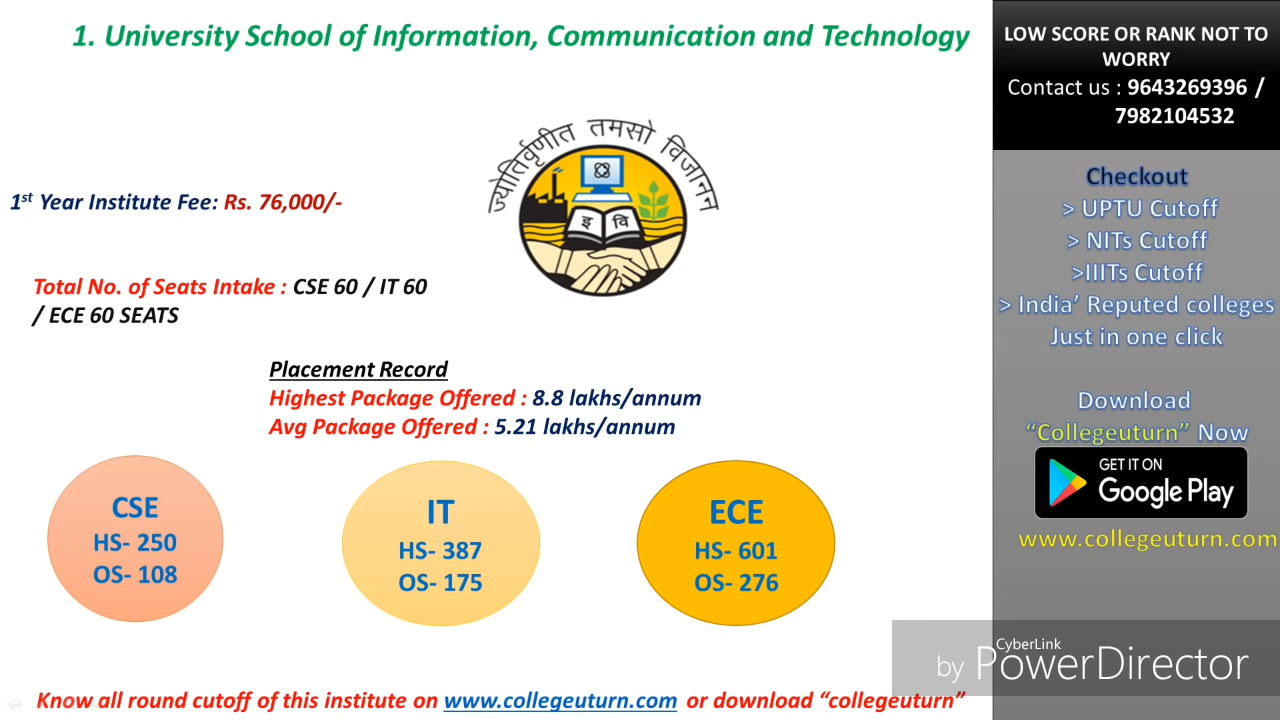 1. University School of Information, Communication and Technology
ज्योतिर्वृणीत तमसो विजानन
इ वि
1st Year Institute Fee: Rs. 76,000/-
Total No. of Seats Intake : CSE 60 / IT 60
/ ECE 60 SEATS
Placement Record
Highest Package Offered : 8.8 lakhs/annum
Avg Package Offered : 5.21 lakhs/annum
CSE
HS- 250
OS- 108
IT
HS- 387
OS- 175
ECE
HS- 601
OS- 276
Know all round cutoff of this institute on www.collegeuturn.com or download “collegeuturn”
LOW SCORE OR RANK NOT TO
WORRY
Contact us : 9643269396 /
7982104532
Checkout
> UPTU Cutoff
> NITs Cutoff
>IIITs Cutoff
> India’ Reputed colleges
Just in one click
Download
“Collegeuturn” Now
GET IT ON
Google Play
www.collegeuturn.com
CyberLink
by PowerDirector